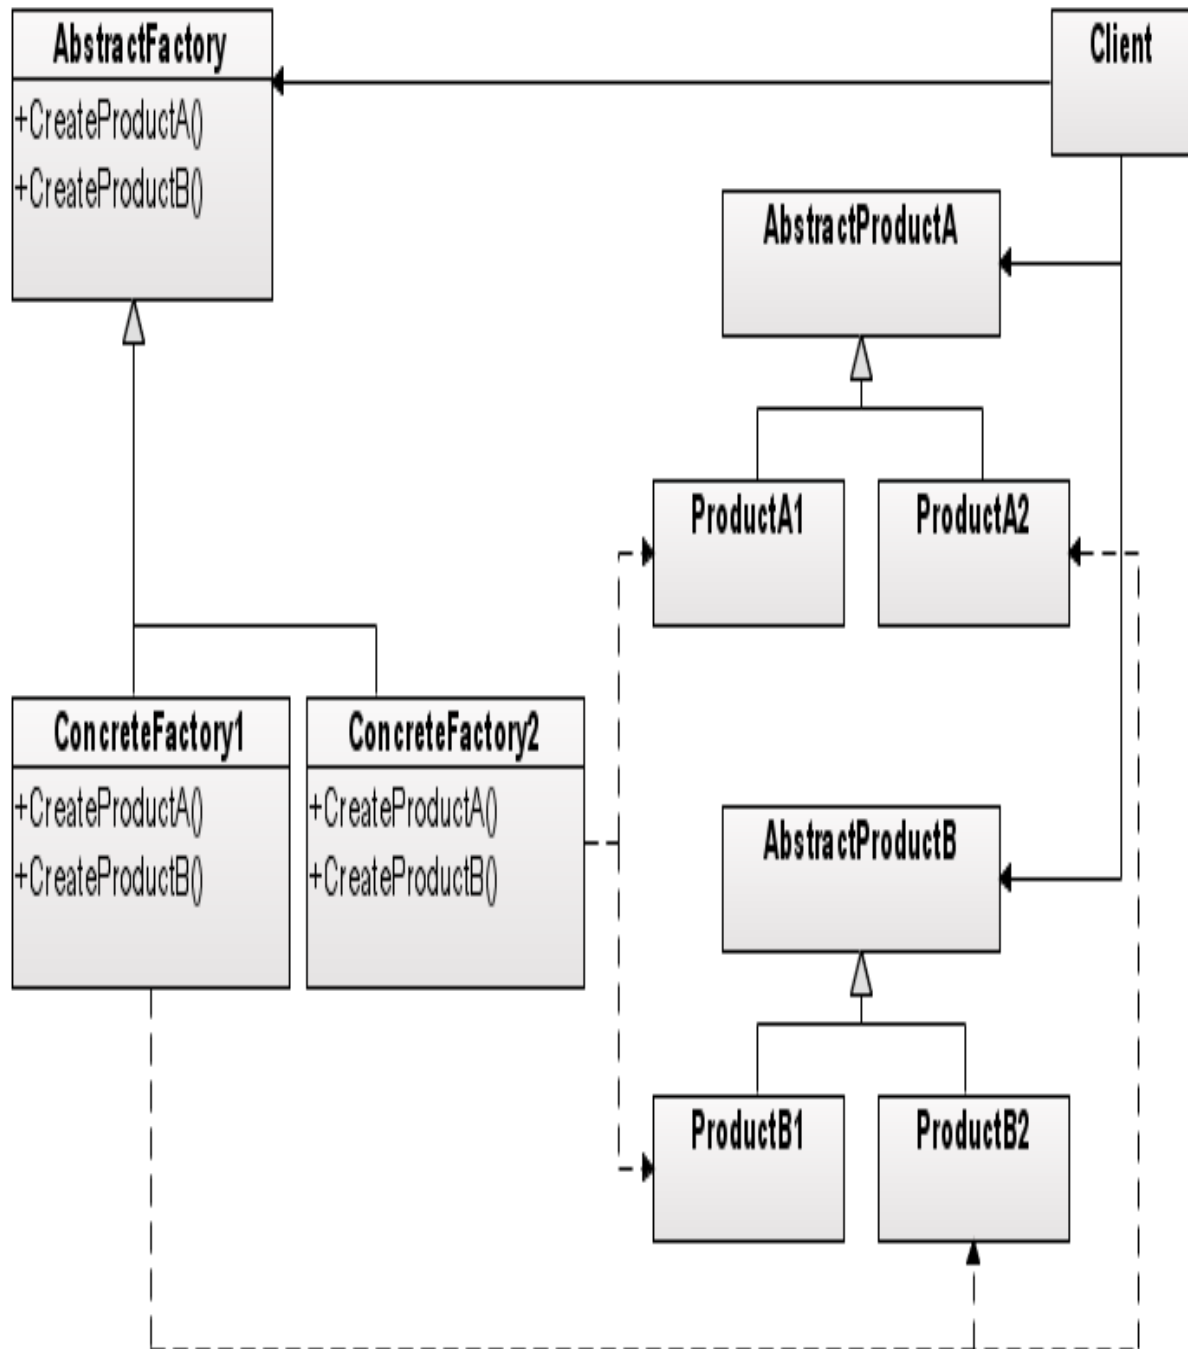 AbstractFactory
+CreateProductA()
+CreateProductB()
Client
AbstractProductA
ProductA1
ProductA2
ConcreteFactory1
+CreateProductA()
+CreateProductB()
ConcreteFactory2
+CreateProductA()
+CreateProductB()
AbstractProductB
ProductB1
ProductB2